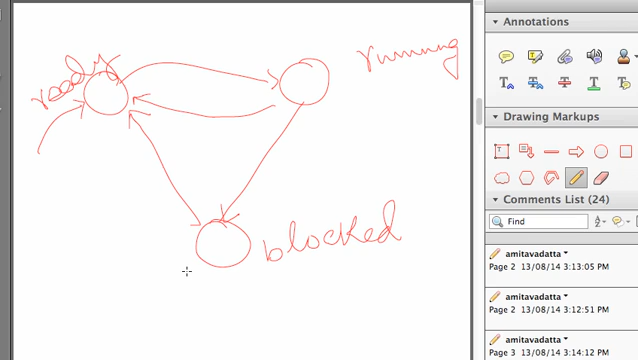 ready
running
blocked
Annotations
T T T T T
Drawing Markups
T
Comments List (24)
Find
amitavadatta
Page 2 13/08/14 3:13:05 PM
amitavadatta
Page 2 13/08/14 3:12:51 PM
amitavadatta
Page 3 13/08/14 3:14:12 PM